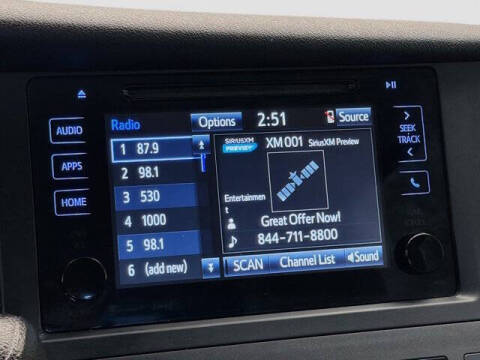 Radio
Options
2:51
Source
AUDIO
APPS
HOME
1 87.9
2 98.1
3 530
4 1000
5 98.1
6 (add new)
SIRIUSXM
PREVIEW
XM 001 SiriusXM Preview
Entertainmen
t
Great Offer Now!
844-711-8800
SCAN
Channel List
Sound
SEEK
TRACK